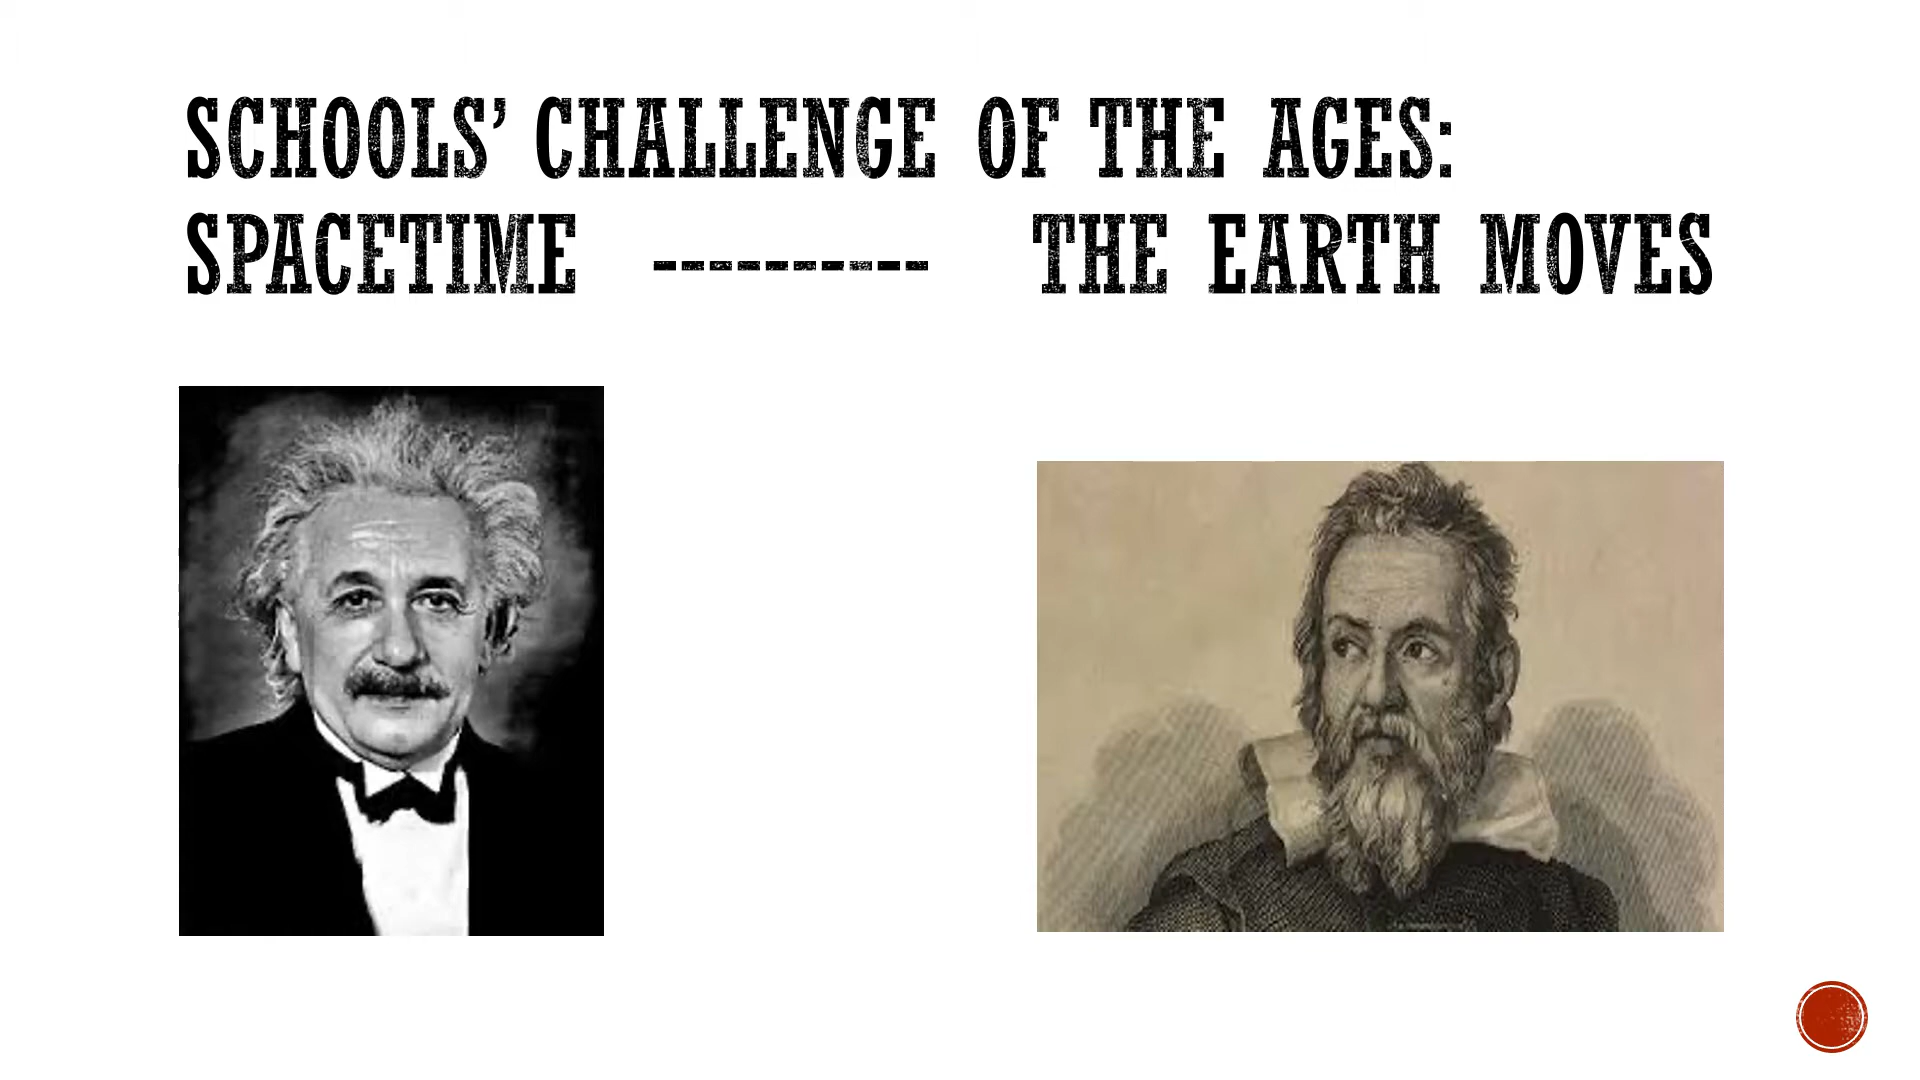 SCHOOLS’ CHALLENGE OF THE AGES:
SPACETIME ---------- THE EARTH MOVES